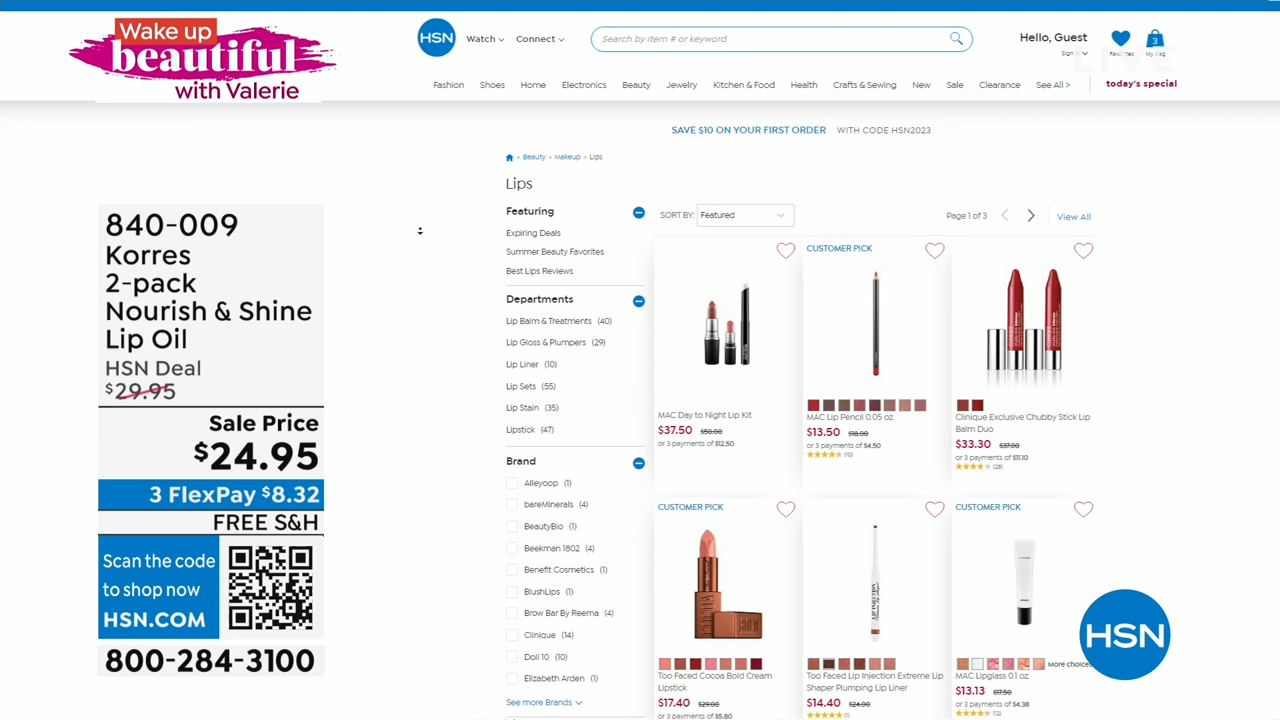 Wake up
beautiful
with Valerie
HSN
Watch
Connect
Search by item # or keyword
Hello, Guest
3
LIVE
Fashion
Shoes
Home
Electronics
Beauty
Jewelry
Kitchen & Food
Health
Crafts & Sewing
New
Sale
Clearance
See All >
today's special
SAVE $10 ON YOUR FIRST ORDER WITH CODE HSN2023
Beauty > Makeup > Lips
Lips
840-009
Korres
2-pack
Nourish & Shine
Lip Oil
HSN Deal
$29.95
Sale Price
$24.95
3 FlexPay $8.32
FREE S&H
Scan the code
to shop now
HSN.COM
800-284-3100
Featuring
Expiring Deals
Summer Beauty Favorites
Best Lips Reviews
Departments
Lip Balm & Treatments (40)
Lip Gloss & Plumpers (29)
Lip Liner (10)
Lip Sets (55)
Lip Stain (35)
Lipstick (47)
Brand
Alleyoop (1)
bareMinerals (4)
BeautyBio (1)
Beekman 1802 (4)
Benefit Cosmetics (1)
BlushLips (1)
Brow Bar By Reema (4)
Clinique (14)
Doll 10 (10)
Elizabeth Arden (1)
See more Brands
SORT BY: Featured
Page 1 of 3
View All
MAC Day to Night Lip Kit
$37.50 $50.00
or 3 payments of $12.50
CUSTOMER PICK
MAC Lip Pencil 0.05 oz.
$13.50 $18.00
or 3 payments of $4.50
Clinique Exclusive Chubby Stick Lip
Balm Duo
$33.30 $37.00
or 3 payments of $11.10
(28)
CUSTOMER PICK
Too Faced Cocoa Bold Cream
Lipstick
$17.40 $29.00
or 3 payments of $5.80
Too Faced Lip Injection Extreme Lip
Shaper Plumping Lip Liner
$14.40 $24.00
CUSTOMER PICK
More choices
MAC Lipglass 0.1 oz.
$13.13 $17.50
or 3 payments of $4.38
(12)
HSN